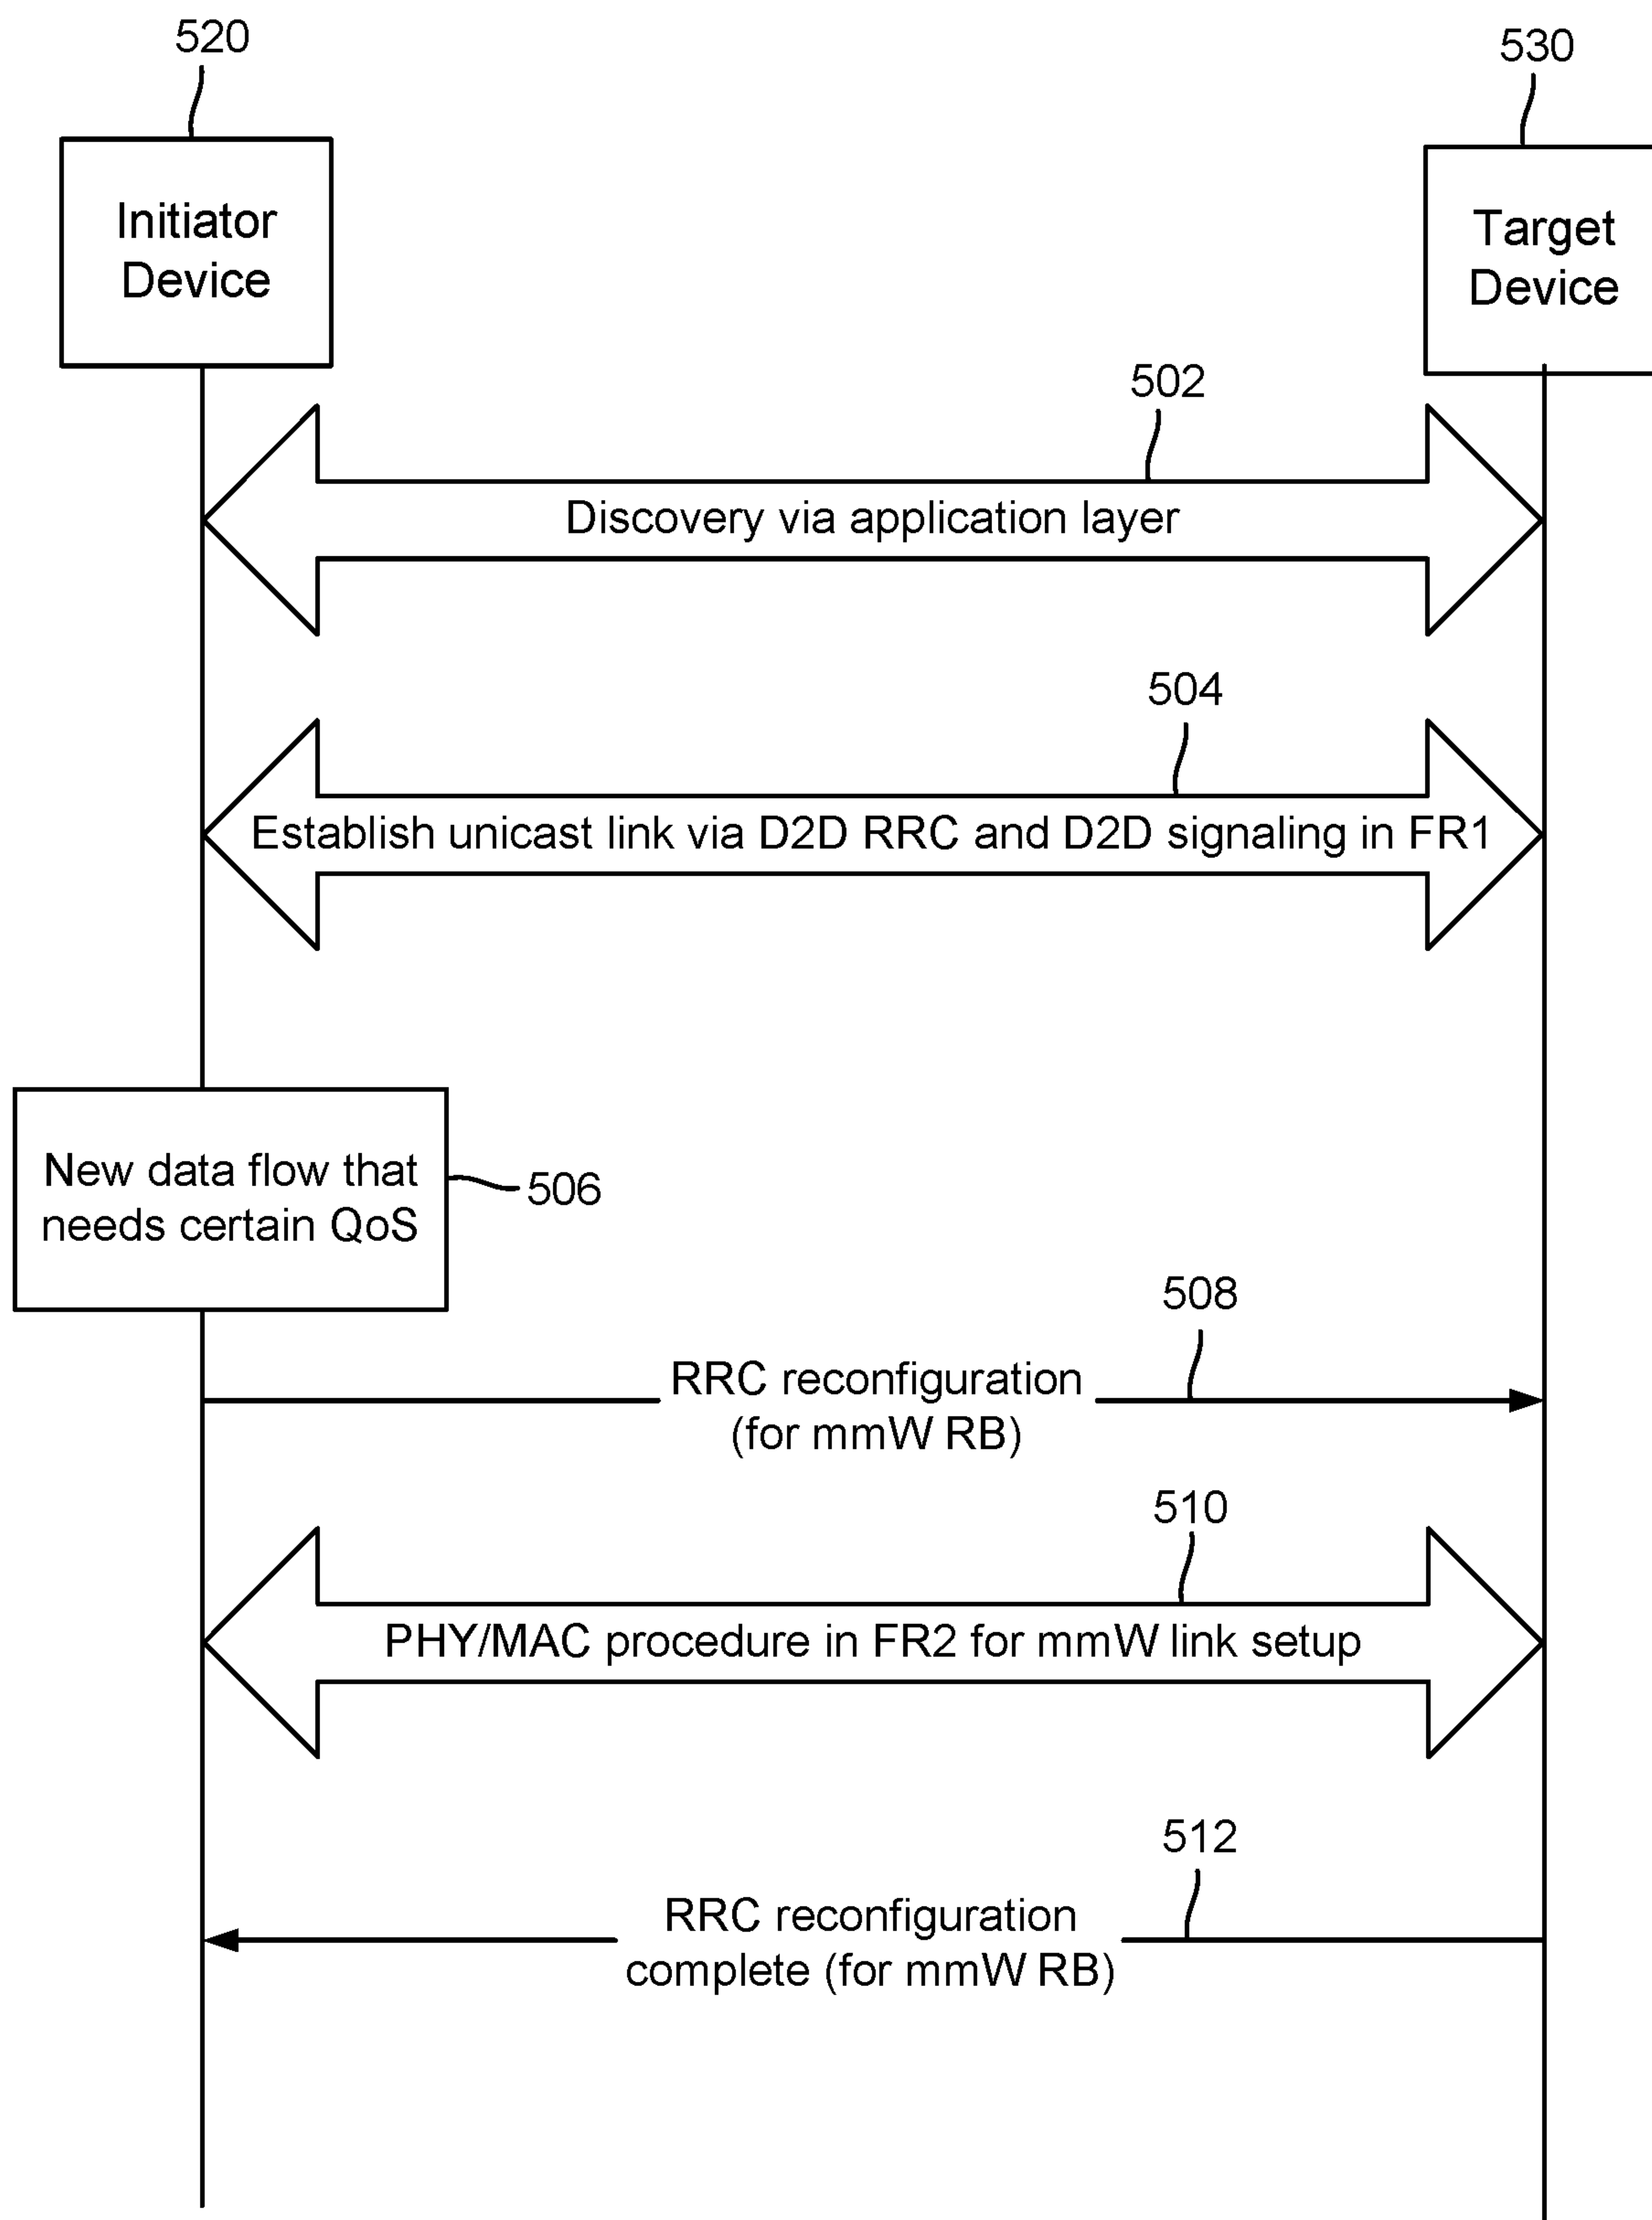 520
530
Initiator
Device
Target
Device
502
Discovery via application layer
504
Establish unicast link via D2D RRC and D2D signaling in FR1
New data flow that
needs certain QoS
506
508
RRC reconfiguration
(for mmW RB)
510
PHY/MAC procedure in FR2 for mmW link setup
512
RRC reconfiguration
complete (for mmW RB)